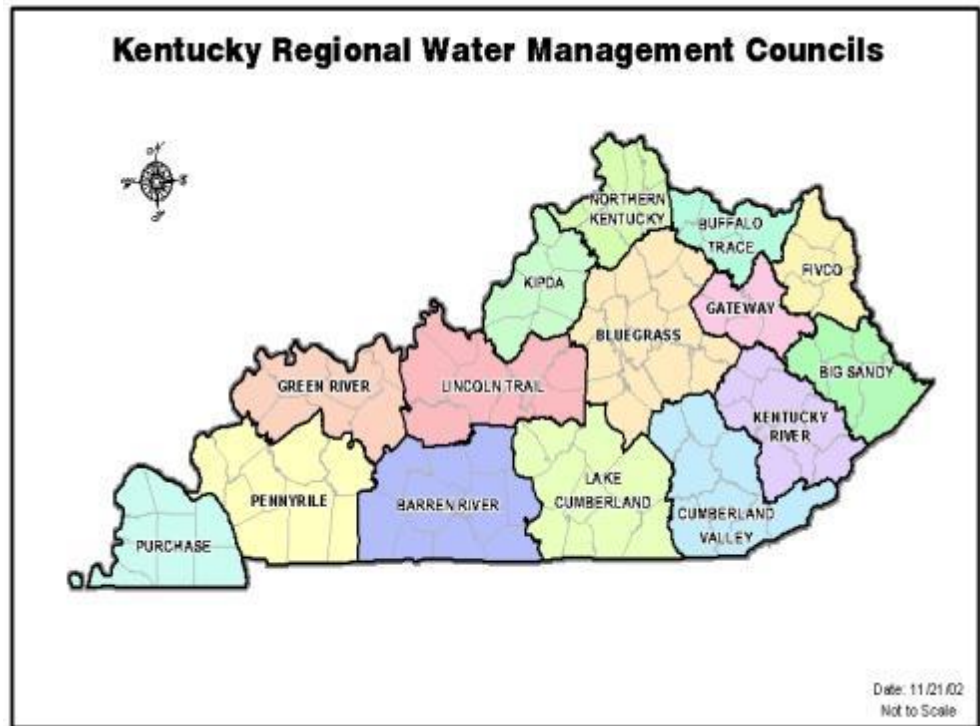 Kentucky Regional Water Management Councils
N
NORTHERN
KENTUCKY
BUFFALO
TRACE
FIVCO
KIPDA
GATEWAY
BLUEGRASS
BIG SANDY
GREEN RIVER
LINCOLN TRAIL
KENTUCKY
RIVER
LAKE
CUMBERLAND
PENNYRILE
BARREN RIVER
CUMBERLAND
VALLEY
PURCHASE
Date: 11/21/02
Not to Scale